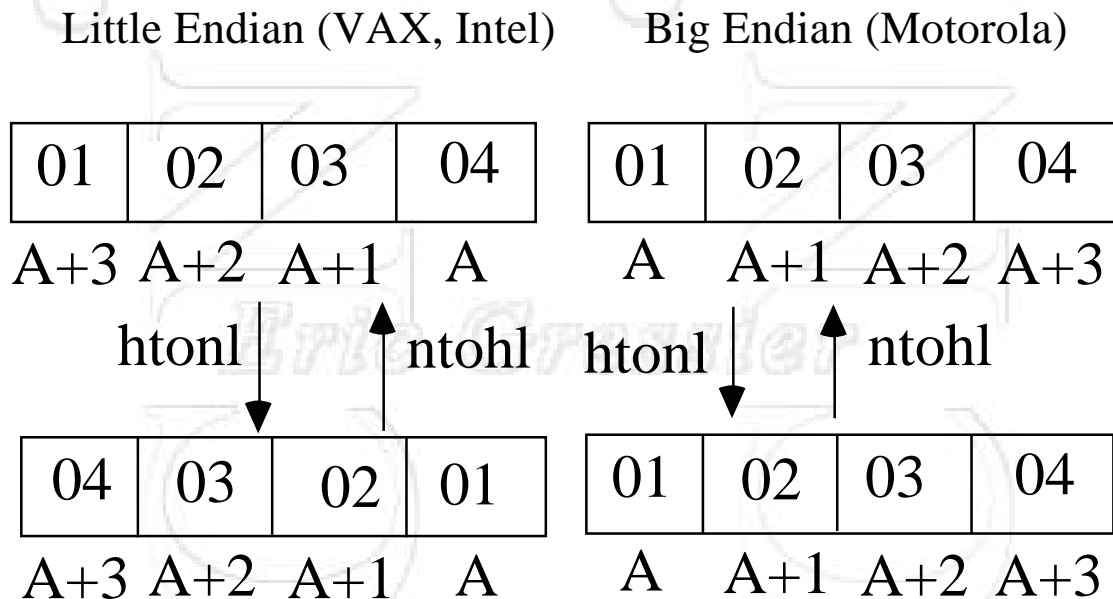 Little Endian (VAX, Intel) Big Endian (Motorola)
01 02 03 04 01 02 03 04
A+3 A+2 A+1 A A A+1 A+2 A+3
htonl ntohl htonl ntohl
04 03 02 01 01 02 03 04
A+3 A+2 A+1 A A A+1 A+2 A+3